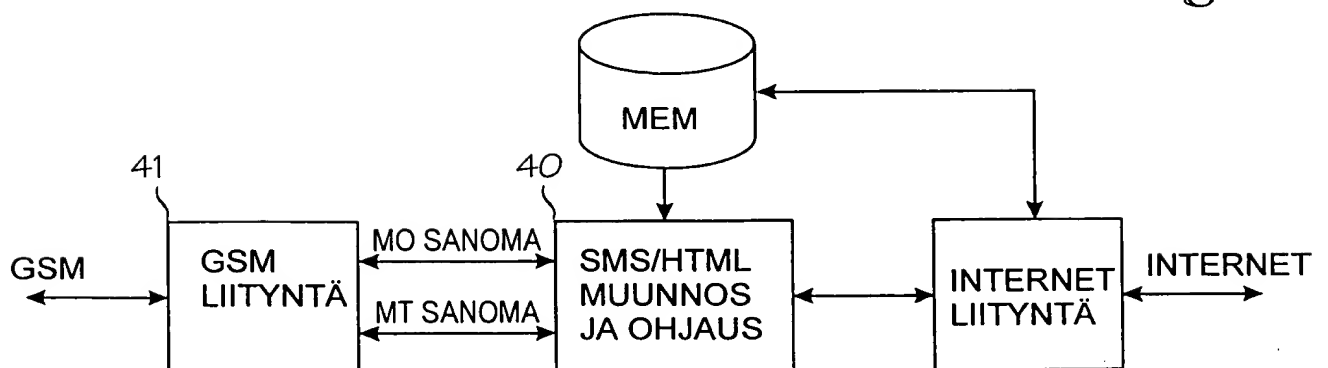 MEM
41
40
GSM
GSM
LIITYNTÄ
MO SANOMA
MT SANOMA
SMS/HTML
MUUNNOS
JA OHJAUS
INTERNET
LIITYNTÄ
INTERNET